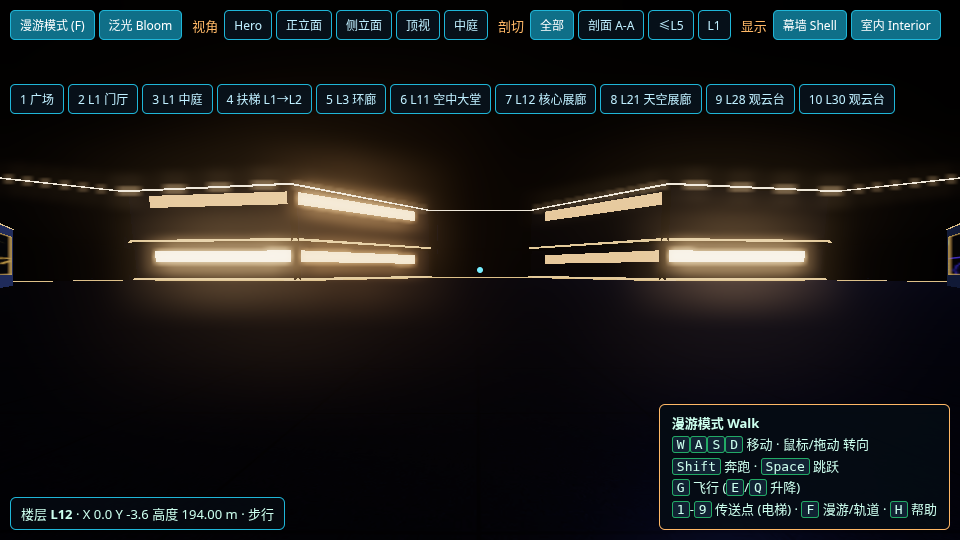 漫游模式 (F) 泛光 Bloom 视角 Hero 正立面 侧立面 顶视 中庭 剖切 全部 剖面 A-A ≤L5 L1 显示 幕墙 Shell 室内 Interior
1 广场 2 L1 门厅 3 L1 中庭 4 扶梯 L1→L2 5 L3 环廊 6 L11 空中大堂 7 L12 核心展廊 8 L21 天空展廊 9 L28 观云台 10 L30 观云台
漫游模式 Walk
W A S D 移动 · 鼠标/拖动 转向
Shift 奔跑 · Space 跳跃
G 飞行 (E/Q 升降)
1-9 传送点 (电梯) · F 漫游/轨道 · H 帮助
楼层 L12 · X 0.0 Y -3.6 高度 194.00 m · 步行